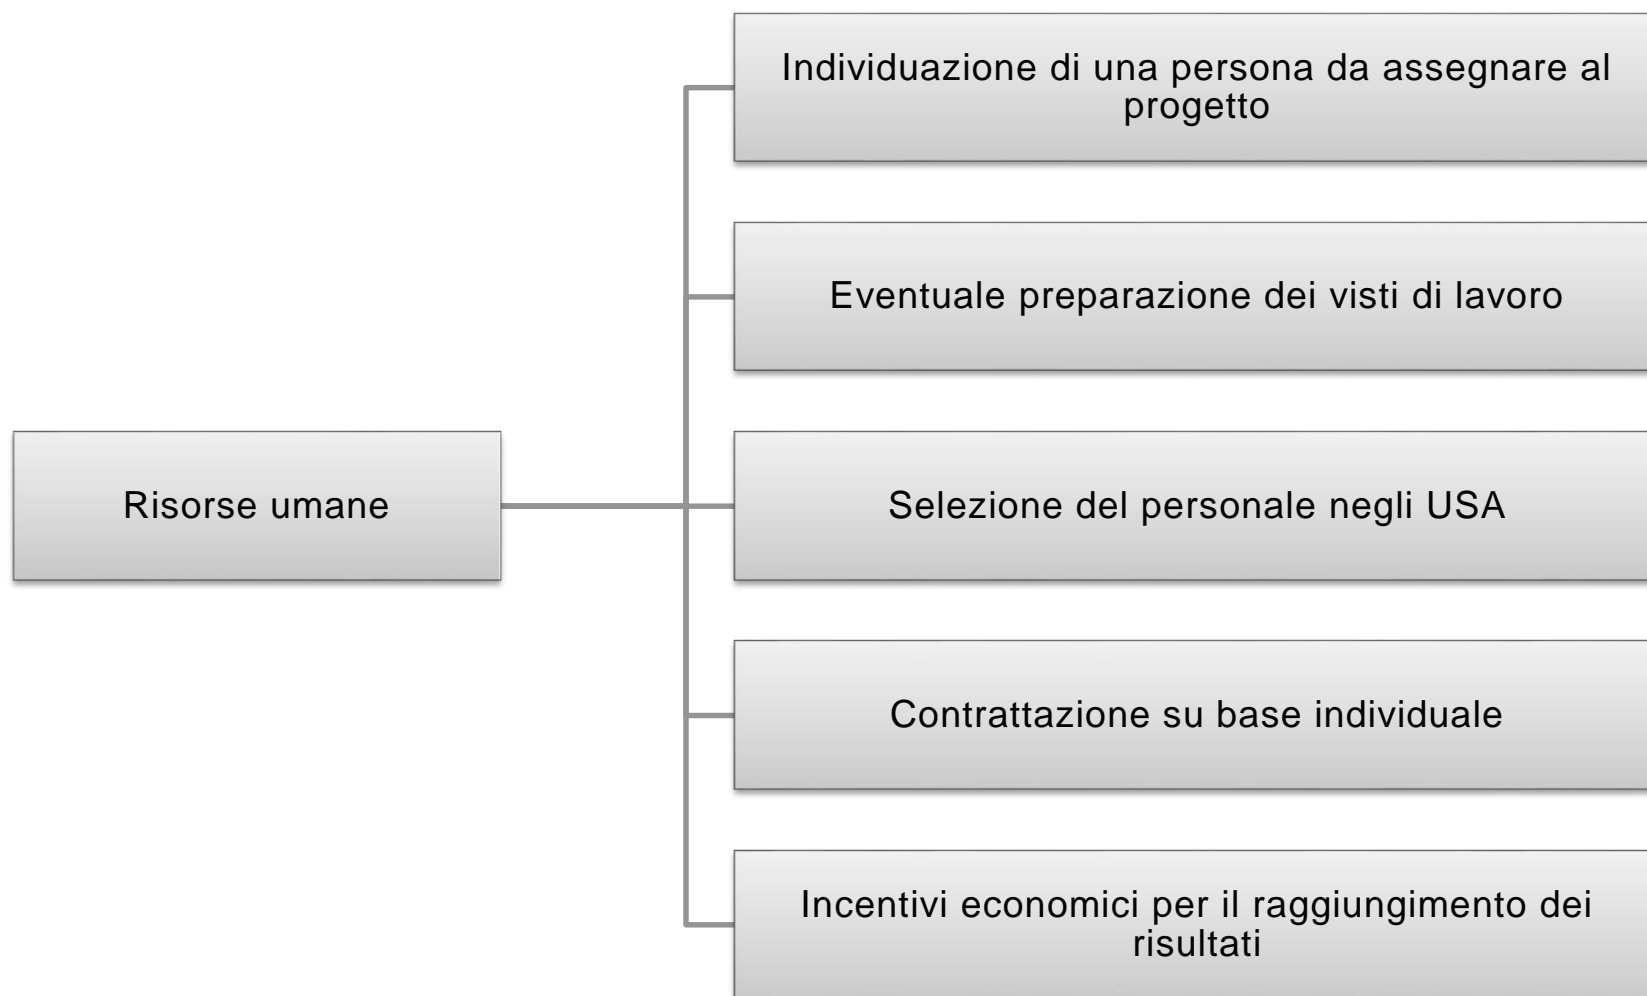 Individuazione di una persona da assegnare al
progetto
Eventuale preparazione dei visti di lavoro
Risorse umane
Selezione del personale negli USA
Contrattazione su base individuale
Incentivi economici per il raggiungimento dei
risultati